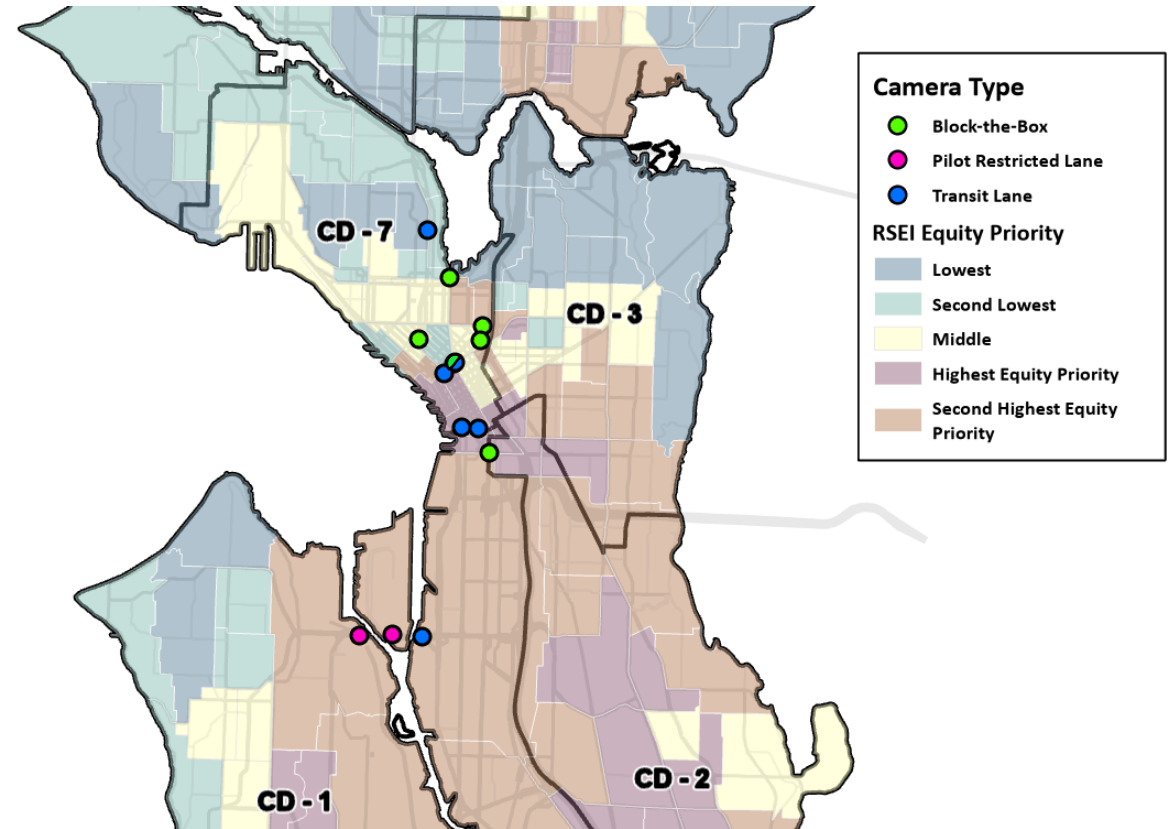 Camera Type
Block-the-Box
Pilot Restricted Lane
Transit Lane
RSEI Equity Priority
Lowest
Second Lowest
Middle
Highest Equity Priority
Second Highest Equity
Priority
CD - 7
CD - 3
CD - 2
CD - 1